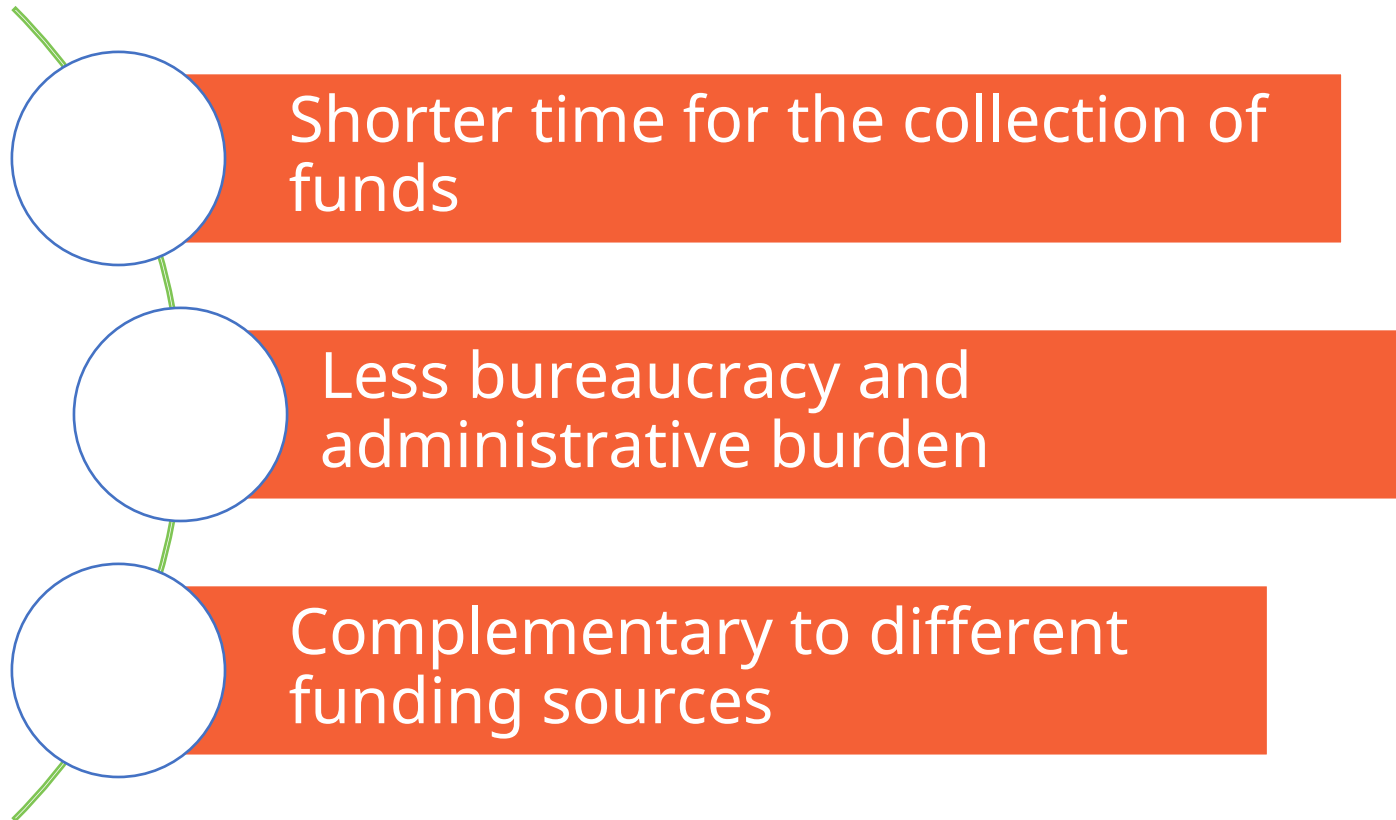 Shorter time for the collection of
funds
Less bureaucracy and
administrative burden
Complementary to different
funding sources